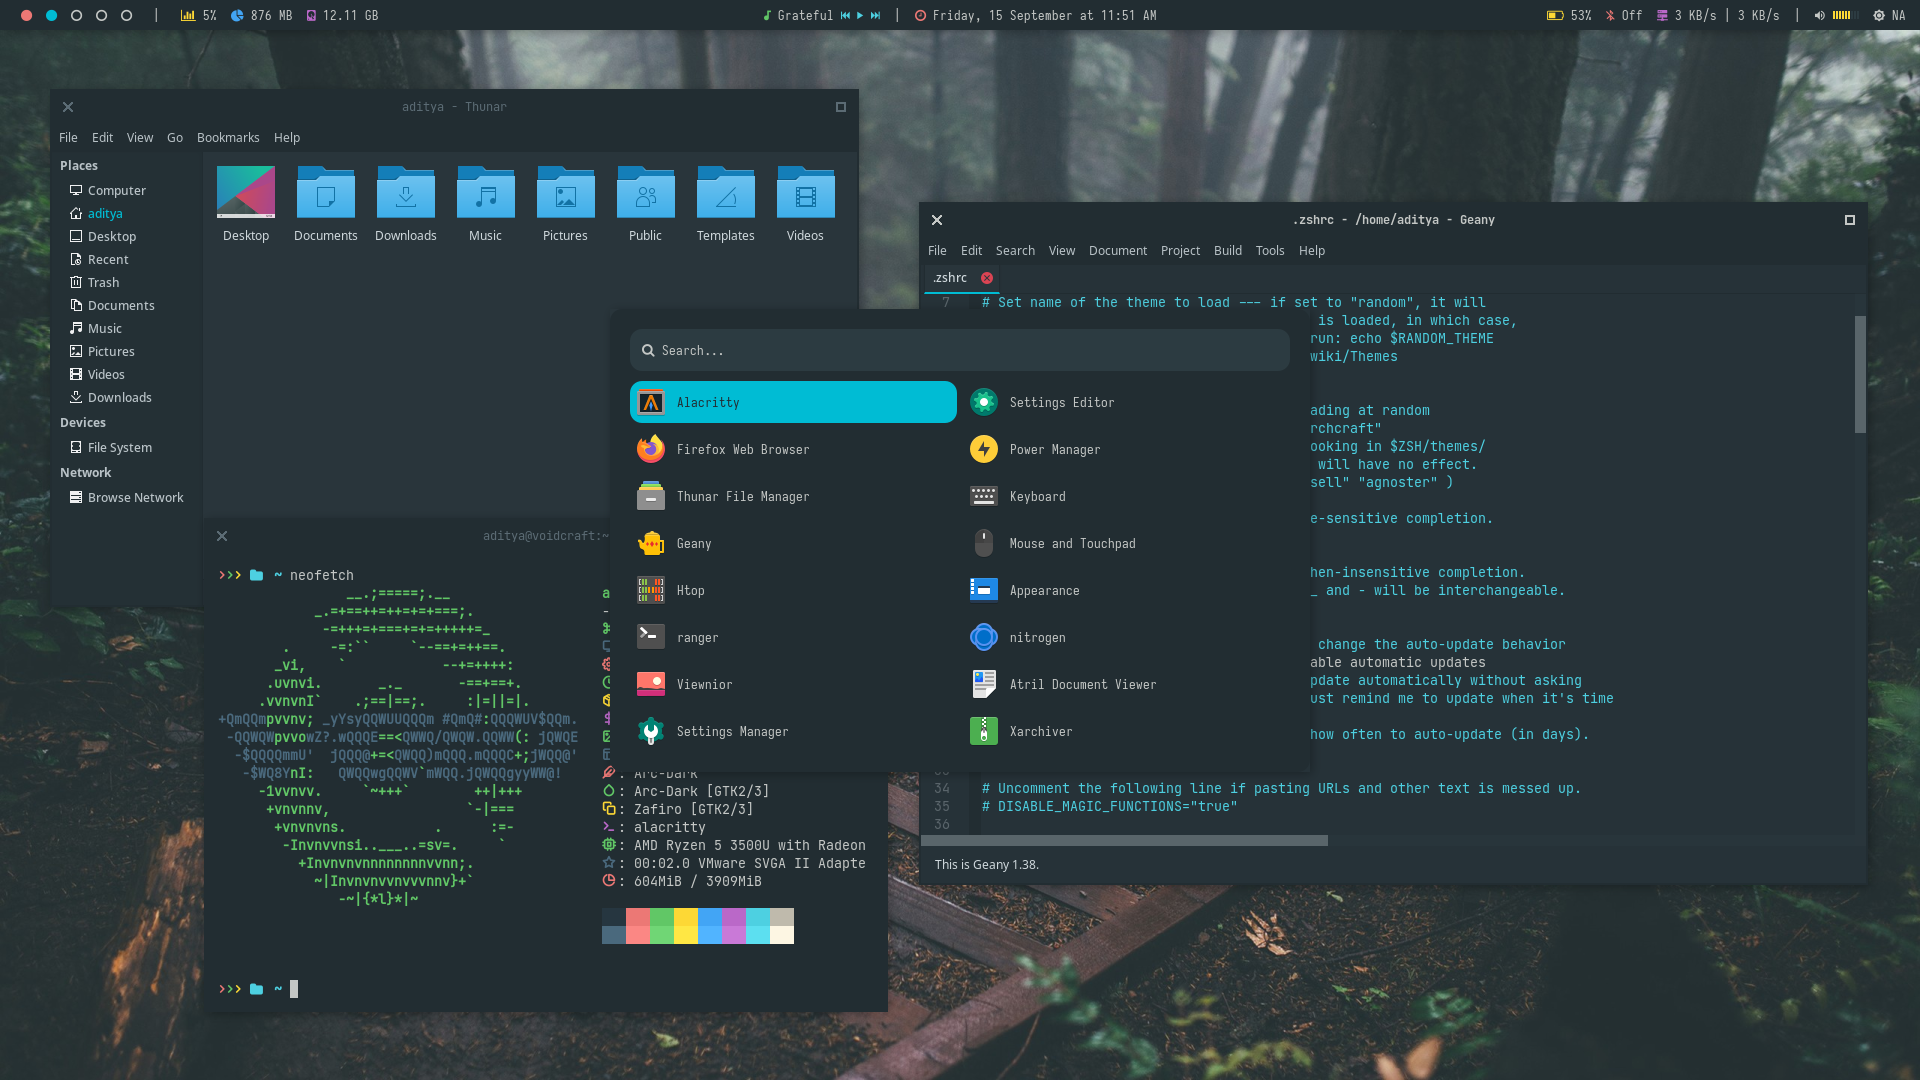 5% 876 MB 12.11 GB
Grateful
Friday, 15 September at 11:51 AM
53% Off 3 KB/s | 3 KB/s NA
aditya - Thunar
File Edit View Go Bookmarks Help
Places
Computer
aditya
Desktop
Recent
Trash
Documents
Music
Pictures
Videos
Downloads
Devices
File System
Network
Browse Network
Desktop Documents Downloads Music Pictures Public Templates Videos
.zshrc - /home/aditya - Geany
File Edit Search View Document Project Build Tools Help
.zshrc
7 # Set name of the theme to load --- if set to "random", it will
is loaded, in which case,
run: echo $RANDOM_THEME
wiki/Themes
ading at random
rchcraft"
ooking in $ZSH/themes/
will have no effect.
sell" "agnoster" )
e-sensitive completion.
hen-insensitive completion.
_ and - will be interchangeable.
change the auto-update behavior
able automatic updates
pdate automatically without asking
ust remind me to update when it's time
how often to auto-update (in days).
34 # Uncomment the following line if pasting URLs and other text is messed up.
35 # DISABLE_MAGIC_FUNCTIONS="true"
36
This is Geany 1.38.
Search...
Alacritty
Firefox Web Browser
Thunar File Manager
Geany
Htop
ranger
Viewnior
Settings Manager
Settings Editor
Power Manager
Keyboard
Mouse and Touchpad
Appearance
nitrogen
Atril Document Viewer
Xarchiver
aditya@voidcraft:~
~ neofetch
: Arc-Dark
: Arc-Dark [GTK2/3]
: Zafiro [GTK2/3]
: alacritty
: AMD Ryzen 5 3500U with Radeon
: 00:02.0 VMware SVGA II Adapte
: 604MiB / 3909MiB
~